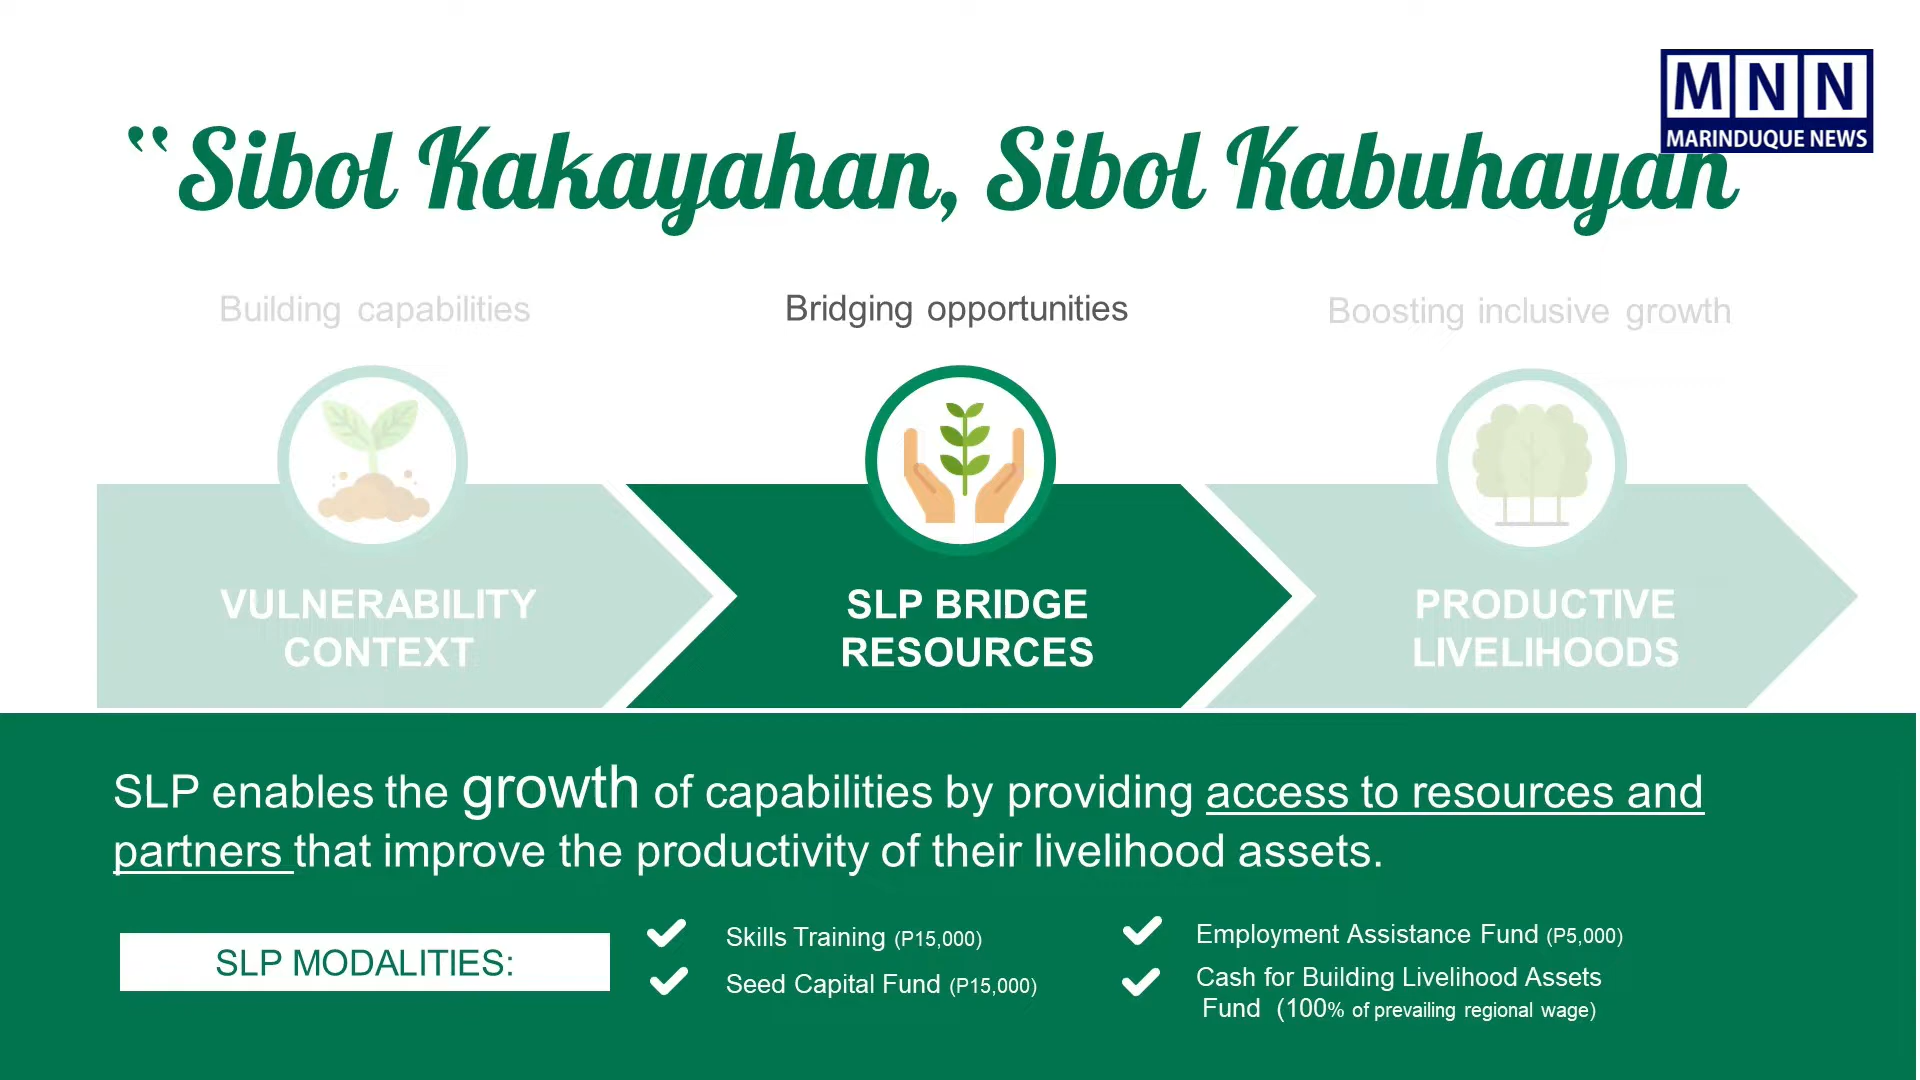 MNN
MARINDUQUE NEWS
“Sibol Kakayahan, Sibol Kabuhayan
Building capabilities
Bridging opportunities
Boosting inclusive growth
VULNERABILITY
CONTEXT
SLP BRIDGE
RESOURCES
PRODUCTIVE
LIVELIHOODS
SLP enables the growth of capabilities by providing access to resources and
partners that improve the productivity of their livelihood assets.
SLP MODALITIES:
Skills Training (P15,000)
Seed Capital Fund (P15,000)
Employment Assistance Fund (P5,000)
Cash for Building Livelihood Assets
Fund (100% of prevailing regional wage)